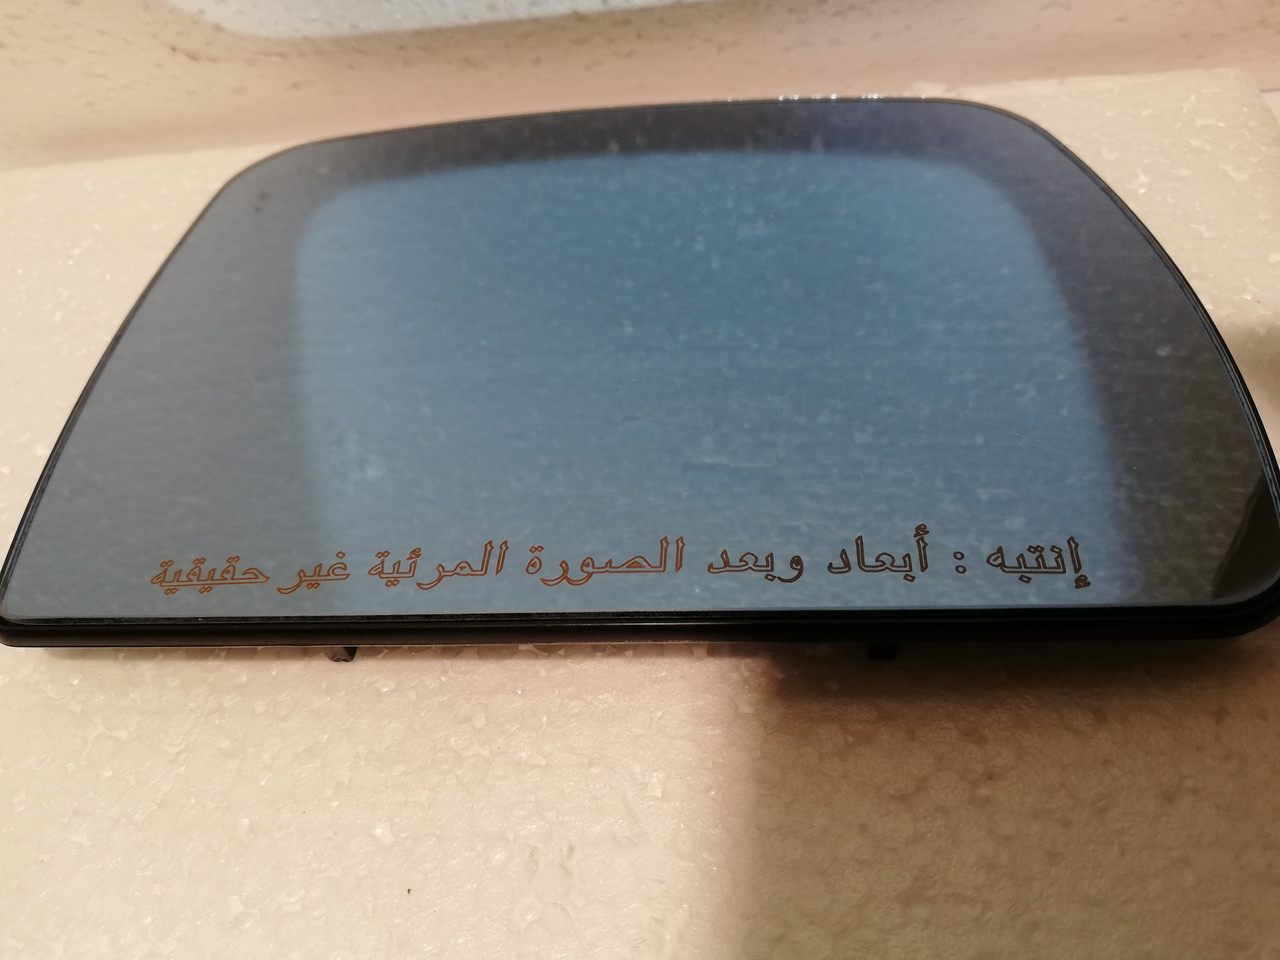 إنتبه : أبعاد وبعد الصورة المرئية غير حقيقية